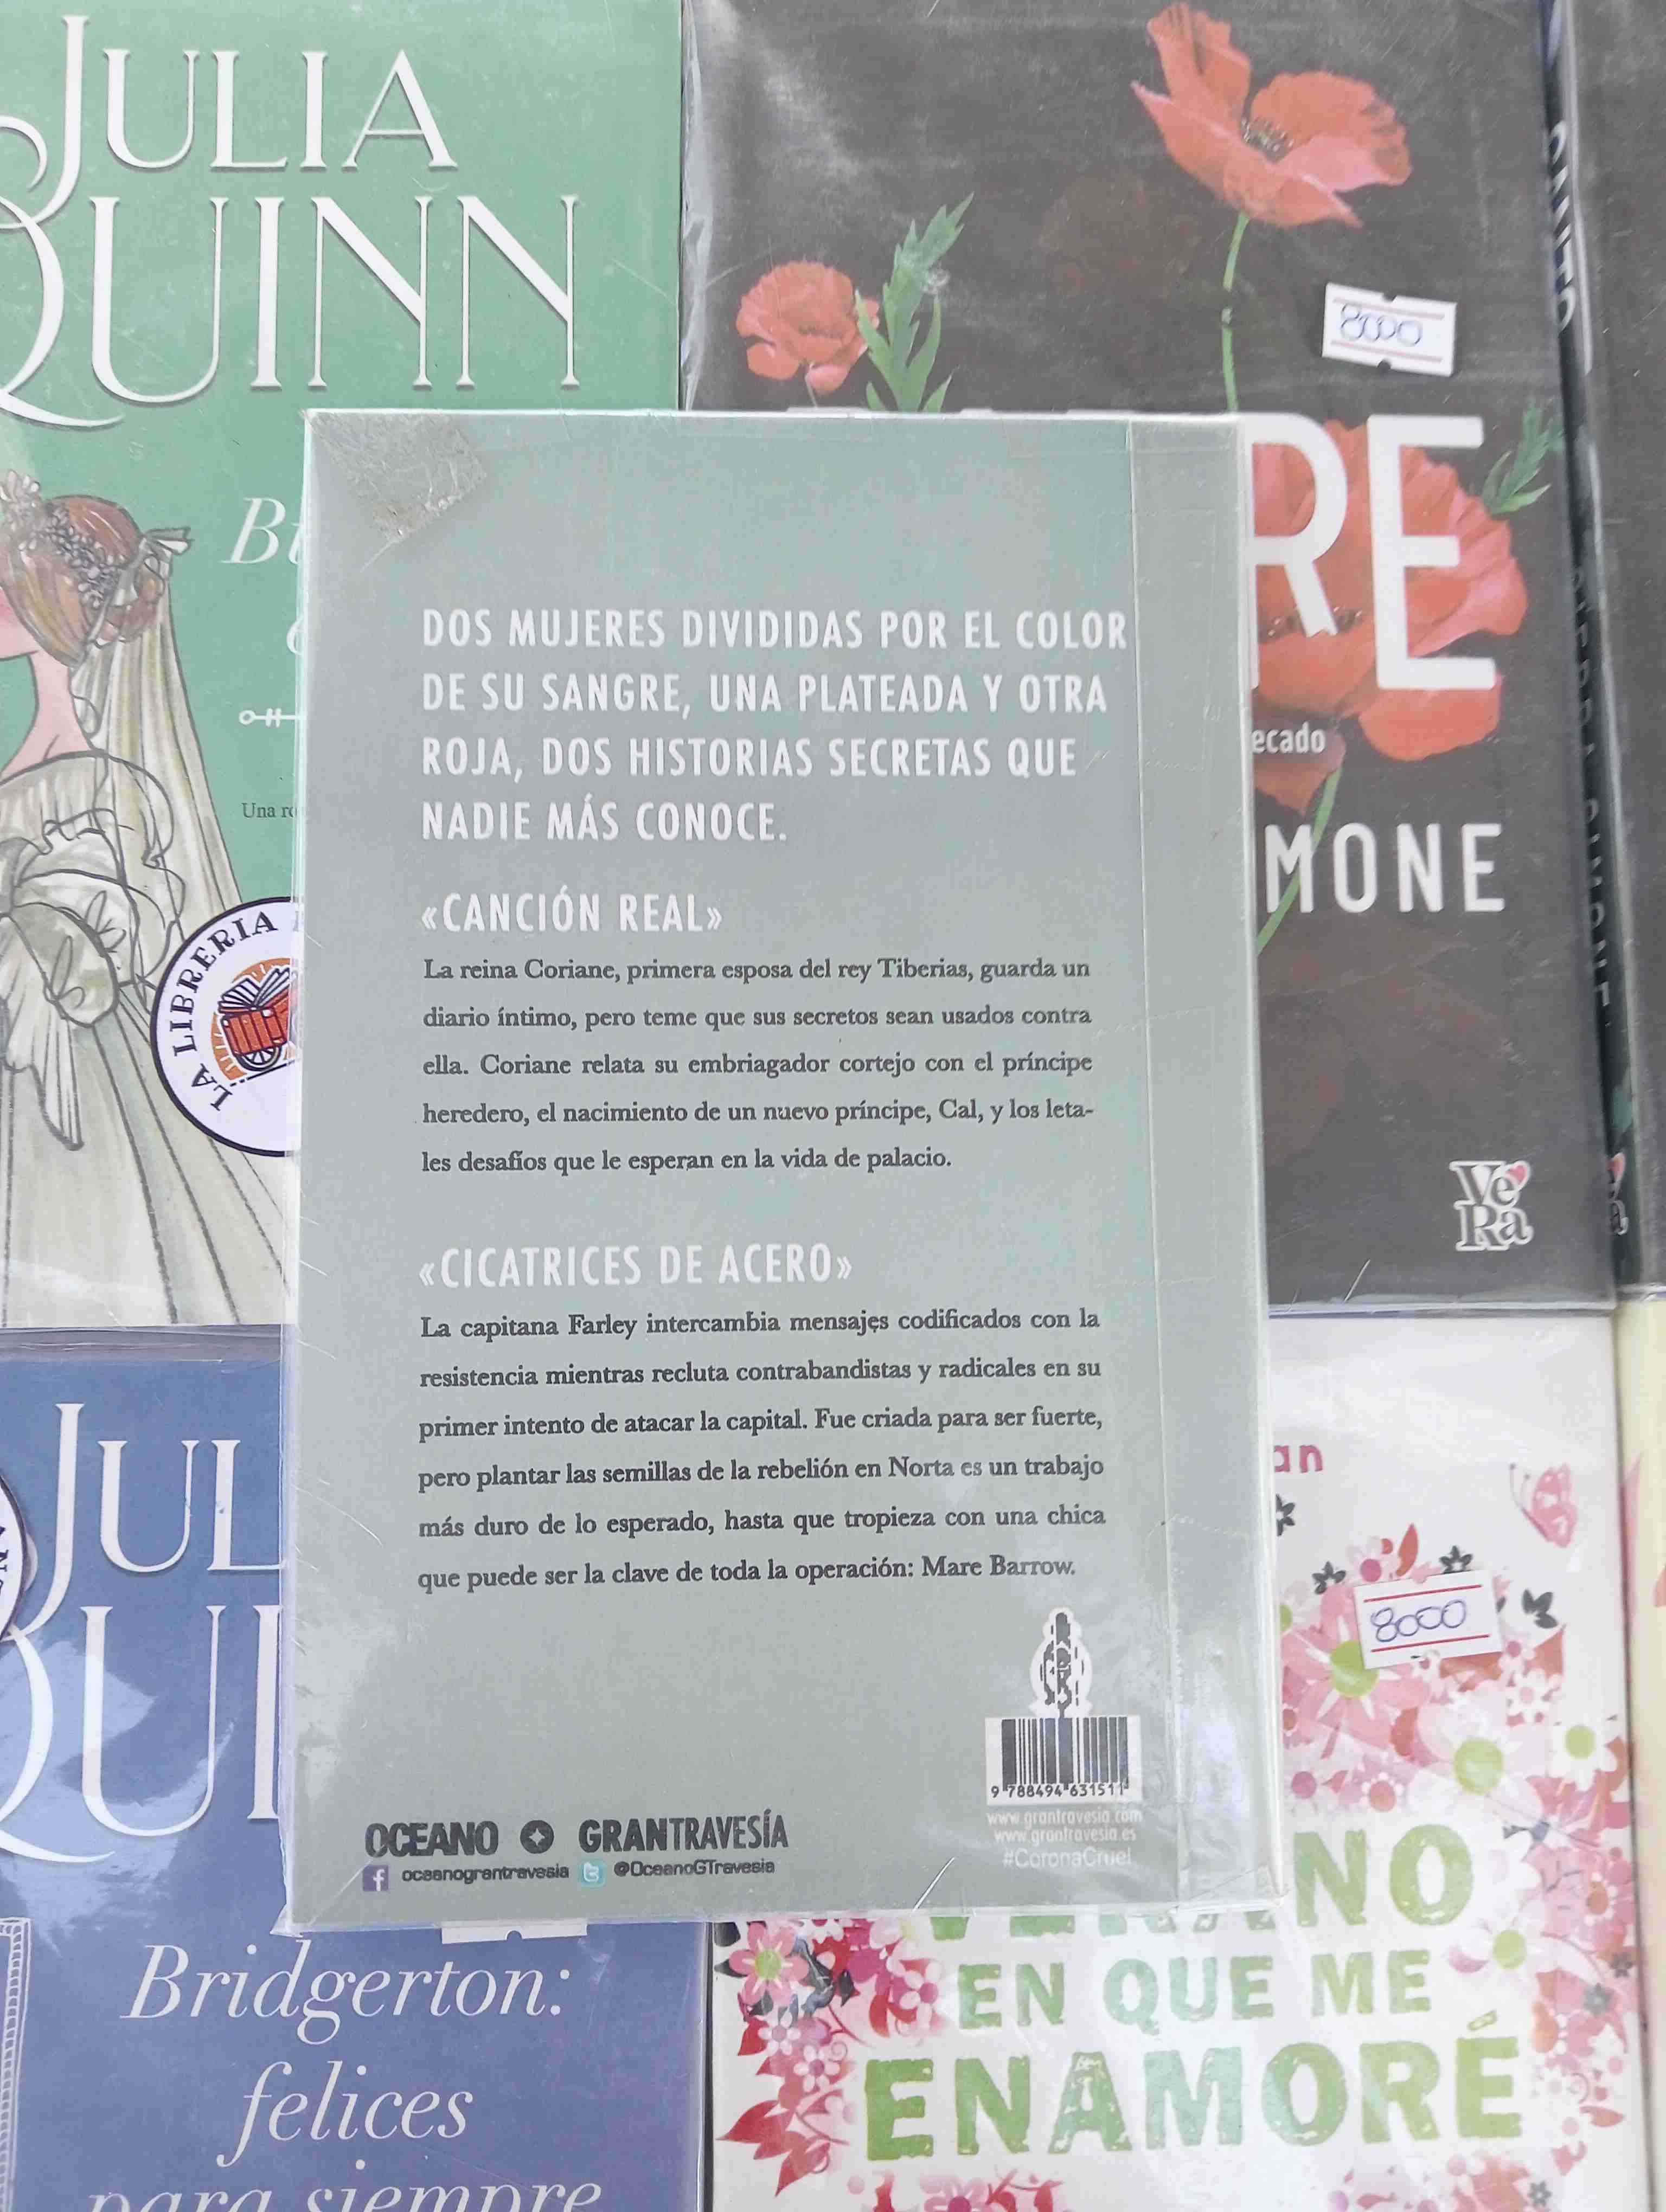 JULIA
QUINN
8000
RE
ecado
MONE
VeRa
Una
LA LIBRERIA
DOS MUJERES DIVIDIDAS POR EL COLOR
DE SU SANGRE, UNA PLATEADA Y OTRA
ROJA, DOS HISTORIAS SECRETAS QUE
NADIE MÁS CONOCE.
«CANCIÓN REAL»
La reina Coriane, primera esposa del rey Tiberias, guarda un
diario íntimo, pero teme que sus secretos sean usados contra
ella. Coriane relata su embriagador cortejo con el príncipe
heredero, el nacimiento de un nuevo príncipe, Cal, y los leta-
les desafíos que le esperan en la vida de palacio.
«CICATRICES DE ACERO»
La capitana Farley intercambia mensajes codificados con la
resistencia mientras recluta contrabandistas y radicales en su
primer intento de atacar la capital. Fue criada para ser fuerte,
pero plantar las semillas de la rebelión en Norta es un trabajo
más duro de lo esperado, hasta que tropieza con una chica
que puede ser la clave de toda la operación: Mare Barrow.
9 788494 631511
www.grantravesia.com
www.grantravesia.es
#CoronaCruel
OCEANO GRANTRAVESÍA
oceanograntravesia @OceanoGTravesia
JUL
QUI
Bridgerton:
felices
para siempre
an
8000
VERANO
EN QUE ME
ENAMORÉ